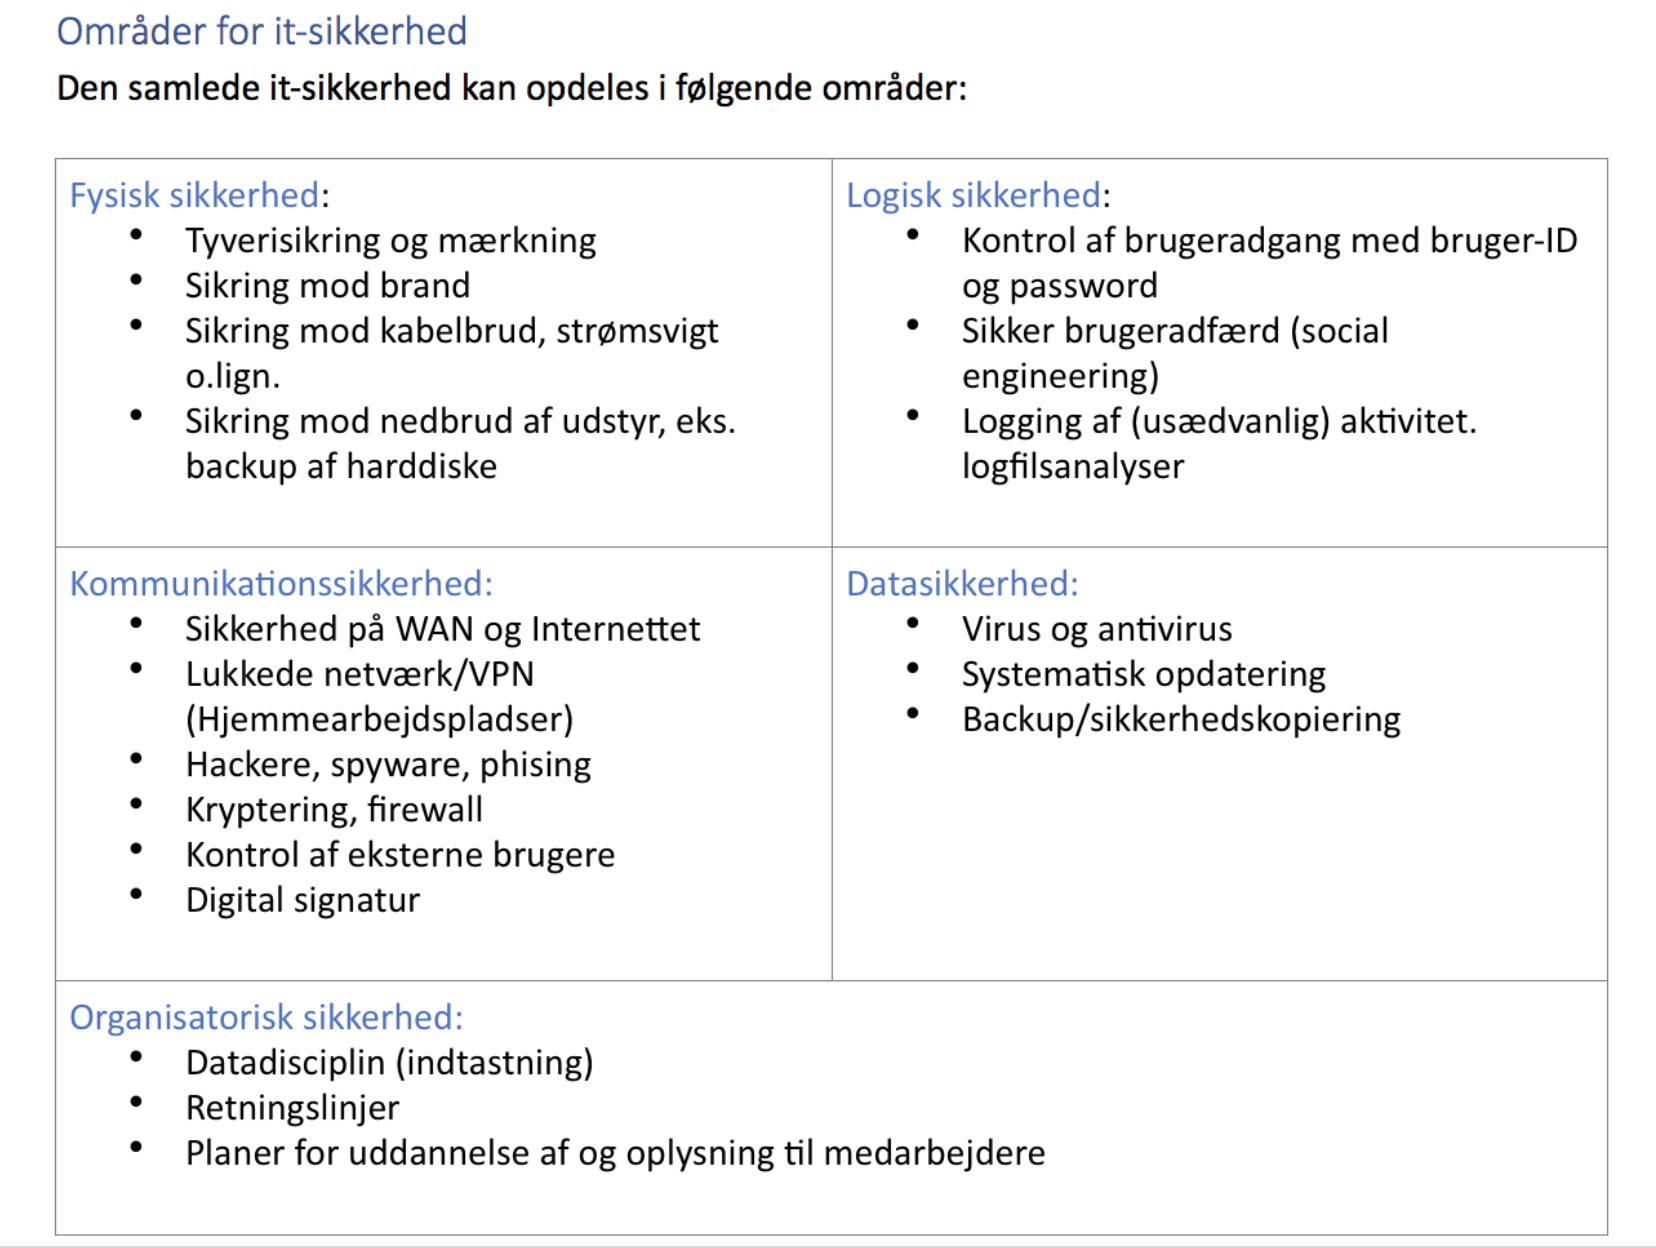 Områder for it-sikkerhed
Den samlede it-sikkerhed kan opdeles i følgende områder:
Fysisk sikkerhed:
• Tyverisikring og mærkning
• Sikring mod brand
• Sikring mod kabelbrud, strømsvigt
o.lign.
• Sikring mod nedbrud af udstyr, eks.
backup af harddiske
Logisk sikkerhed:
• Kontrol af brugeradgang med bruger-ID
og password
• Sikker brugeradfærd (social
engineering)
• Logging af (usædvanlig) aktivitet.
logfilsanalyser
Kommunikationssikkerhed:
• Sikkerhed på WAN og Internettet
• Lukkede netværk/VPN
(Hjemmearbejdspladser)
• Hackere, spyware, phising
• Kryptering, firewall
• Kontrol af eksterne brugere
• Digital signatur
Datasikkerhed:
• Virus og antivirus
• Systematisk opdatering
• Backup/sikkerhedskopiering
Organisatorisk sikkerhed:
• Datadisciplin (indtastning)
• Retningslinjer
• Planer for uddannelse af og oplysning til medarbejdere